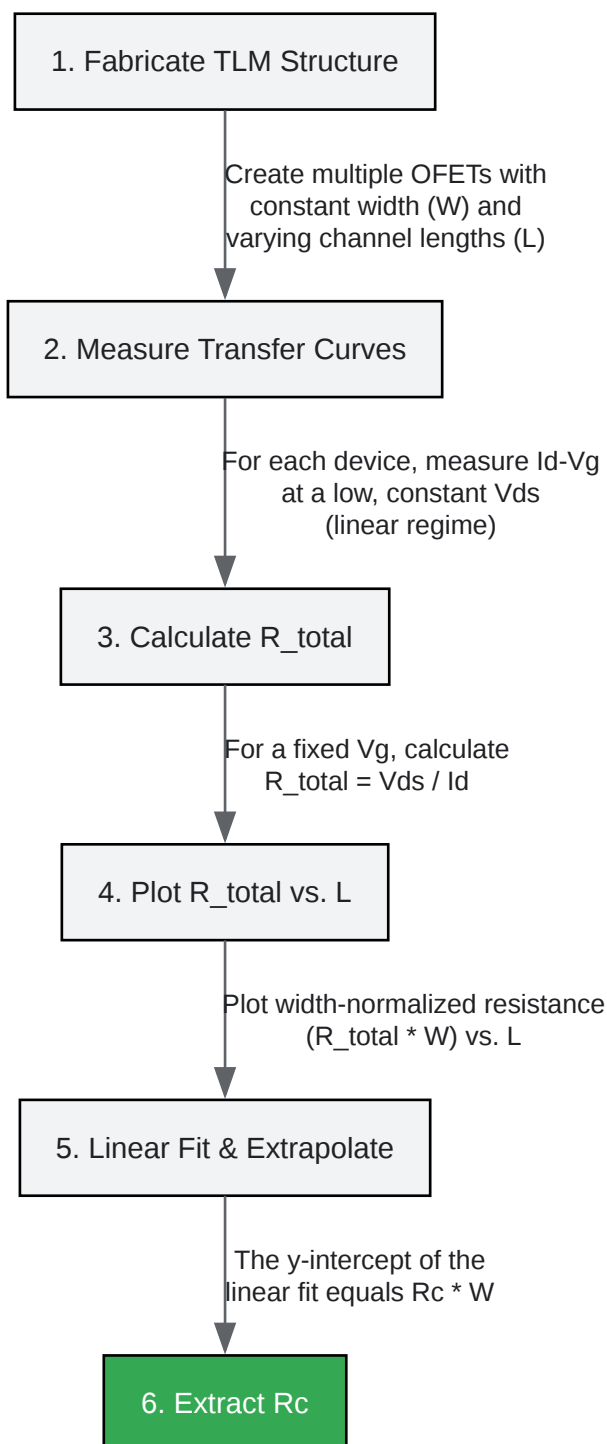 1. Fabricate TLM Structure
Create multiple OFETs with
constant width (W) and
varying channel lengths (L)
2. Measure Transfer Curves
For each device, measure Id-Vg
at a low, constant Vds
(linear regime)
3. Calculate R_total
For a fixed Vg, calculate
R_total = Vds / Id
4. Plot R_total vs. L
Plot width-normalized resistance
(R_total * W) vs. L
5. Linear Fit & Extrapolate
The y-intercept of the
linear fit equals Rc * W
6. Extract Rc